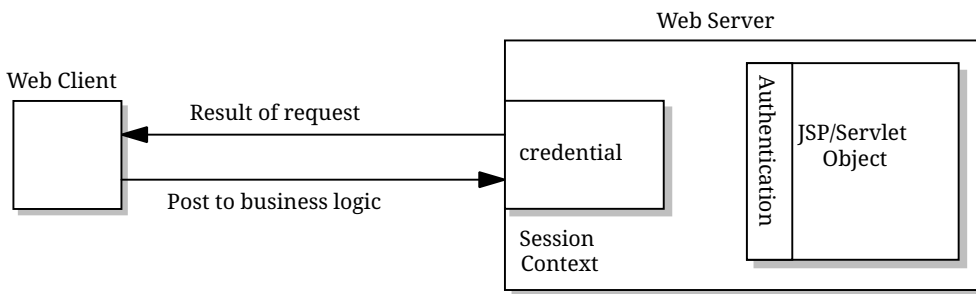 Web Server
Web Client
Result of request
Authentication
JSP/Servlet
Object
credential
Post to business logic
Session
Context